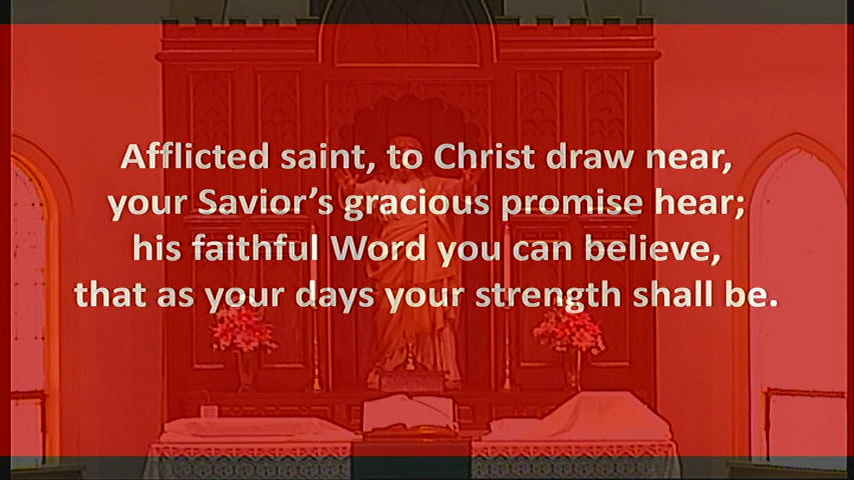 Afflicted saint, to Christ draw near,
your Savior’s gracious promise hear;
his faithful Word you can believe,
that as your days your strength shall be.